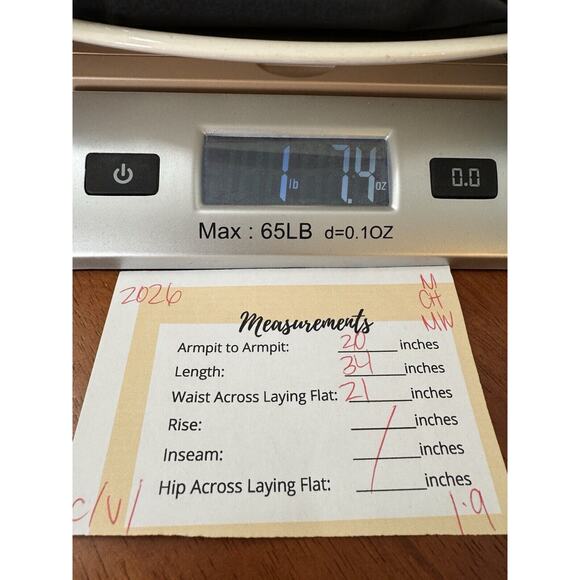 1 lb 7.4 oz
0.0
Max : 65LB d=0.1OZ
2026
M
CH
MW
Measurements
Armpit to Armpit: 20 inches
Length: 34 inches
Waist Across Laying Flat: 21 inches
Rise: inches
Inseam: inches
Hip Across Laying Flat: inches
C/U/
1.9